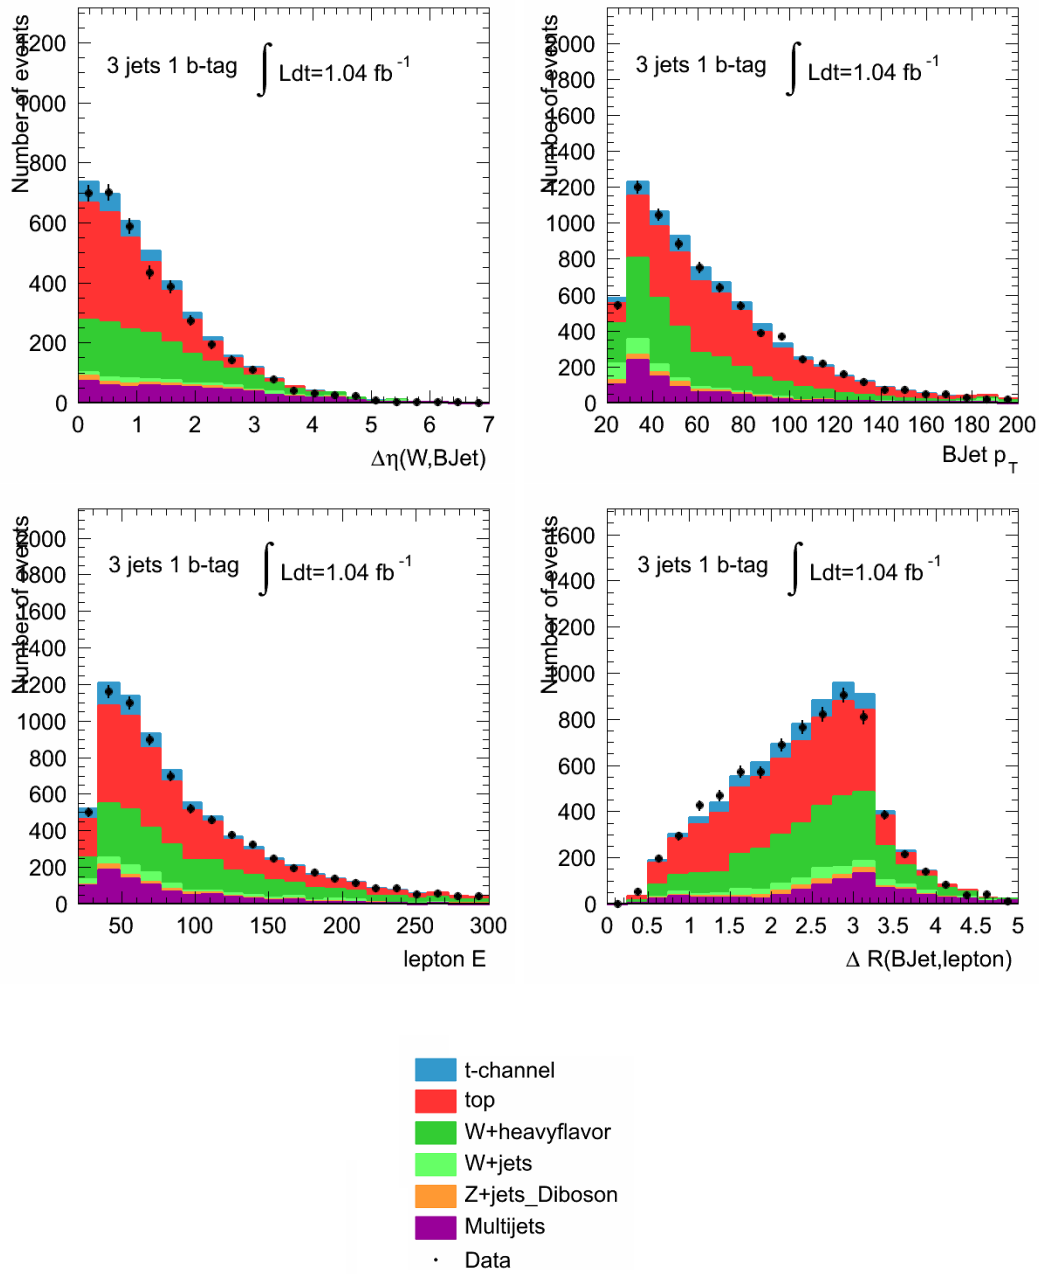 Number of events
1200
1000
800
600
400
200
0
3 jets 1 b-tag ∫ Ldt=1.04 fb⁻¹
0 1 2 3 4 5 6 7
Δη(W,BJet)
Number of events
2000
1800
1600
1400
1200
1000
800
600
400
200
0
3 jets 1 b-tag ∫ Ldt=1.04 fb⁻¹
20 40 60 80 100 120 140 160 180 200
BJet p_T
Number of events
2000
1800
1600
1400
1200
1000
800
600
400
200
0
3 jets 1 b-tag ∫ Ldt=1.04 fb⁻¹
50 100 150 200 250 300
lepton E
Number of events
1600
1400
1200
1000
800
600
400
200
0
3 jets 1 b-tag ∫ Ldt=1.04 fb⁻¹
0 0.5 1 1.5 2 2.5 3 3.5 4 4.5 5
Δ R(BJet,lepton)
t-channel
top
W+heavyflavor
W+jets
Z+jets_Diboson
Multijets
Data